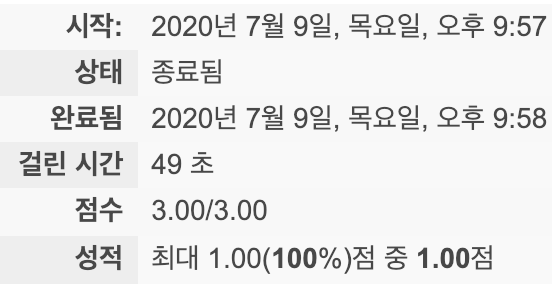 시작: 2020년 7월 9일, 목요일, 오후 9:57
상태 종료됨
완료됨 2020년 7월 9일, 목요일, 오후 9:58
걸린 시간 49 초
점수 3.00/3.00
성적 최대 1.00(100%)점 중 1.00점